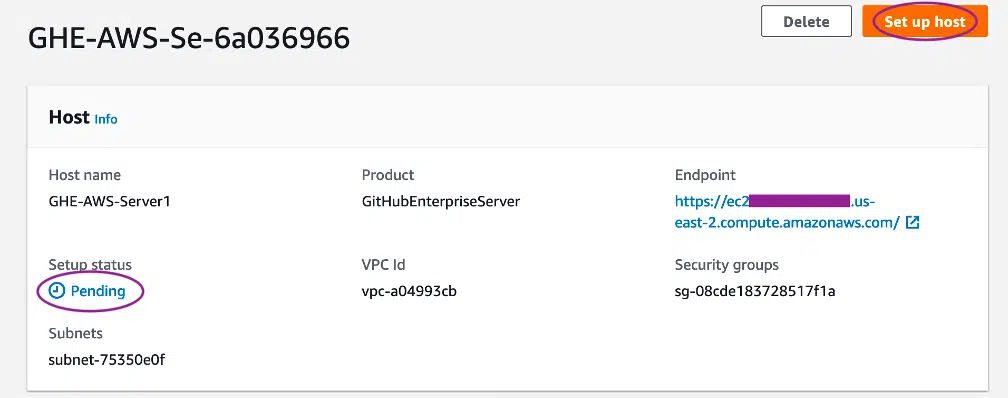 GHE-AWS-Se-6a036966
Delete
Set up host
Host Info
Host name
Product
Endpoint
GHE-AWS-Server1
GitHubEnterpriseServer
https://ec2 .us-
east-2.compute.amazonaws.com/
Setup status
VPC Id
Security groups
Pending
vpc-a04993cb
sg-08cde183728517f1a
Subnets
subnet-75350e0f